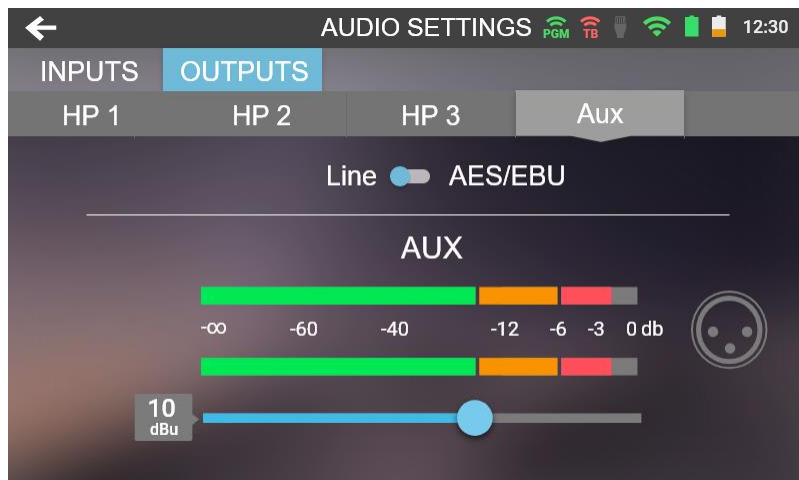 AUDIO SETTINGS PGM TB 12:30
INPUTS OUTPUTS
HP 1 HP 2 HP 3 Aux
Line AES/EBU
AUX
-∞ -60 -40 -12 -6 -3 0 db
10
dBu